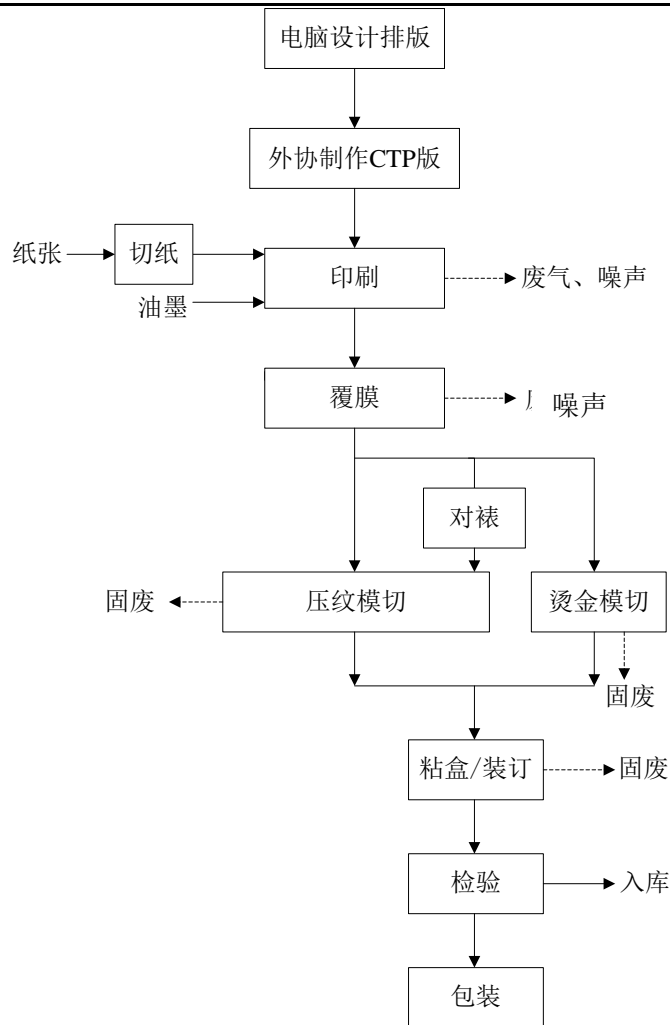 电脑设计排版
外协制作CTP版
纸张
切纸
印刷
废气、噪声
油墨
覆膜
噪声
对裱
固废
压纹模切
烫金模切
固废
粘盒/装订
固废
检验
入库
包装